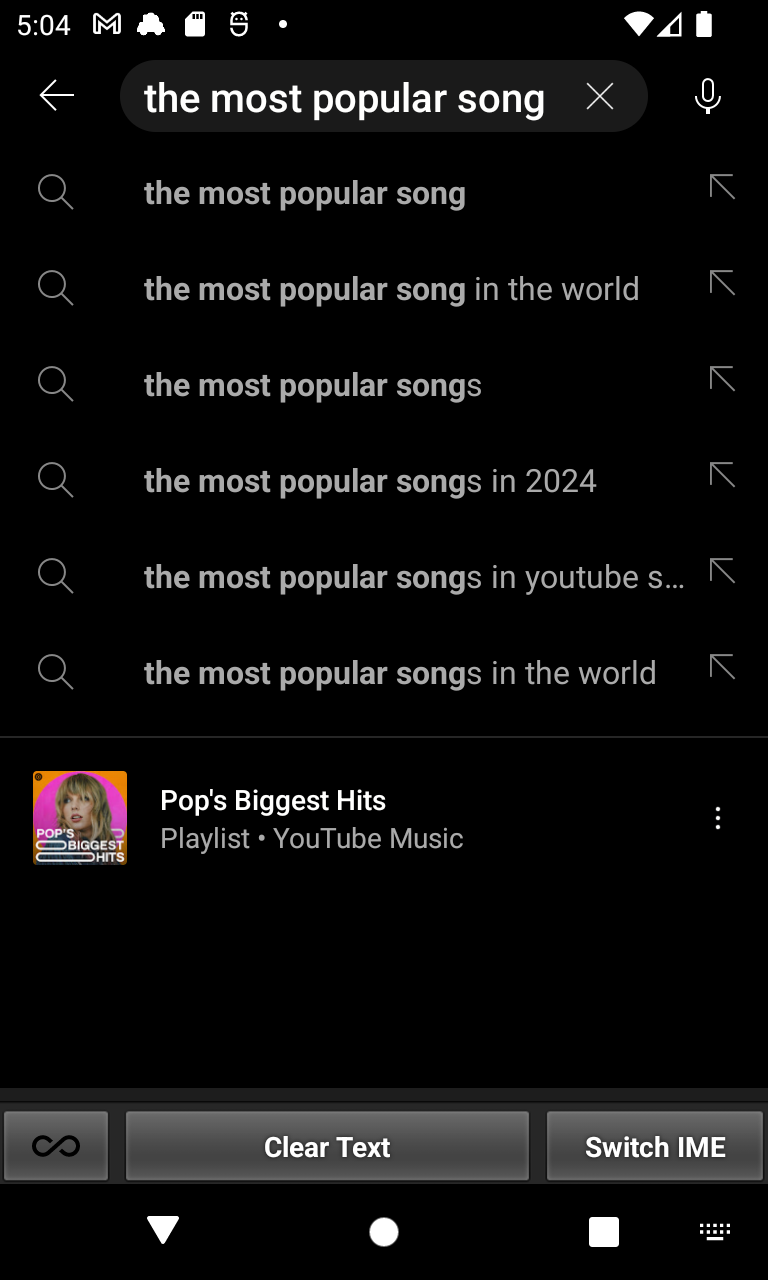 5:04
the most popular song
the most popular song
the most popular song in the world
the most popular songs
the most popular songs in 2024
the most popular songs in youtube s…
the most popular songs in the world
POP'S
BIGGEST
HITS
Pop's Biggest Hits
Playlist • YouTube Music
Clear Text
Switch IME